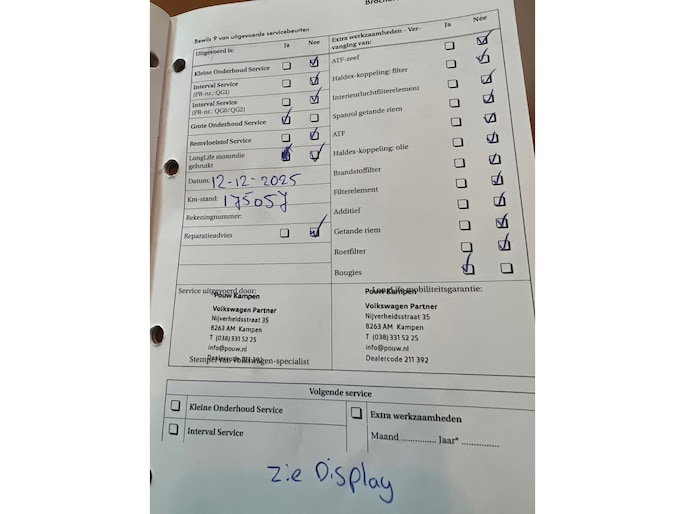 Bewijs 9 van uitgevoerde servicebeurten
Uitgevoerd is: Ja Nee
Kleine Onderhoud Service
Interval Service
(PR-nr.: QG1)
Interval Service
(PR-nr.: QG0/QG2)
Grote Onderhoud Service
Remvloeistof Service
LongLife motorolie
gebruikt
Datum: 12-12-2025
Km-stand: 175057
Rekeningnummer:
Reparatieadvies
Extra werkzaamheden - Ver-
vanging van: Ja Nee
ATF-zeef
Haldex-koppeling: filter
Interieurluchtfilterelement
Spanrol getande riem
ATF
Haldex-koppeling: olie
Brandstoffilter
Filterelement
Additief
Getande riem
Roetfilter
Bougies
Service uitgevoerd door:
Pouw Kampen
Volkswagen Partner
Nijverheidsstraat 35
8263 AM Kampen
T (038) 331 52 25
info@pouw.nl
Dealercode 211 392
Stempel van Volkswagen-specialist
LongLife mobiliteitsgarantie:
Pouw Kampen
Volkswagen Partner
Nijverheidsstraat 35
8263 AM Kampen
T (038) 331 52 25
info@pouw.nl
Dealercode 211 392
Volgende service
Kleine Onderhoud Service
Interval Service
Extra werkzaamheden
Maand ................ Jaar* ................
zie Display